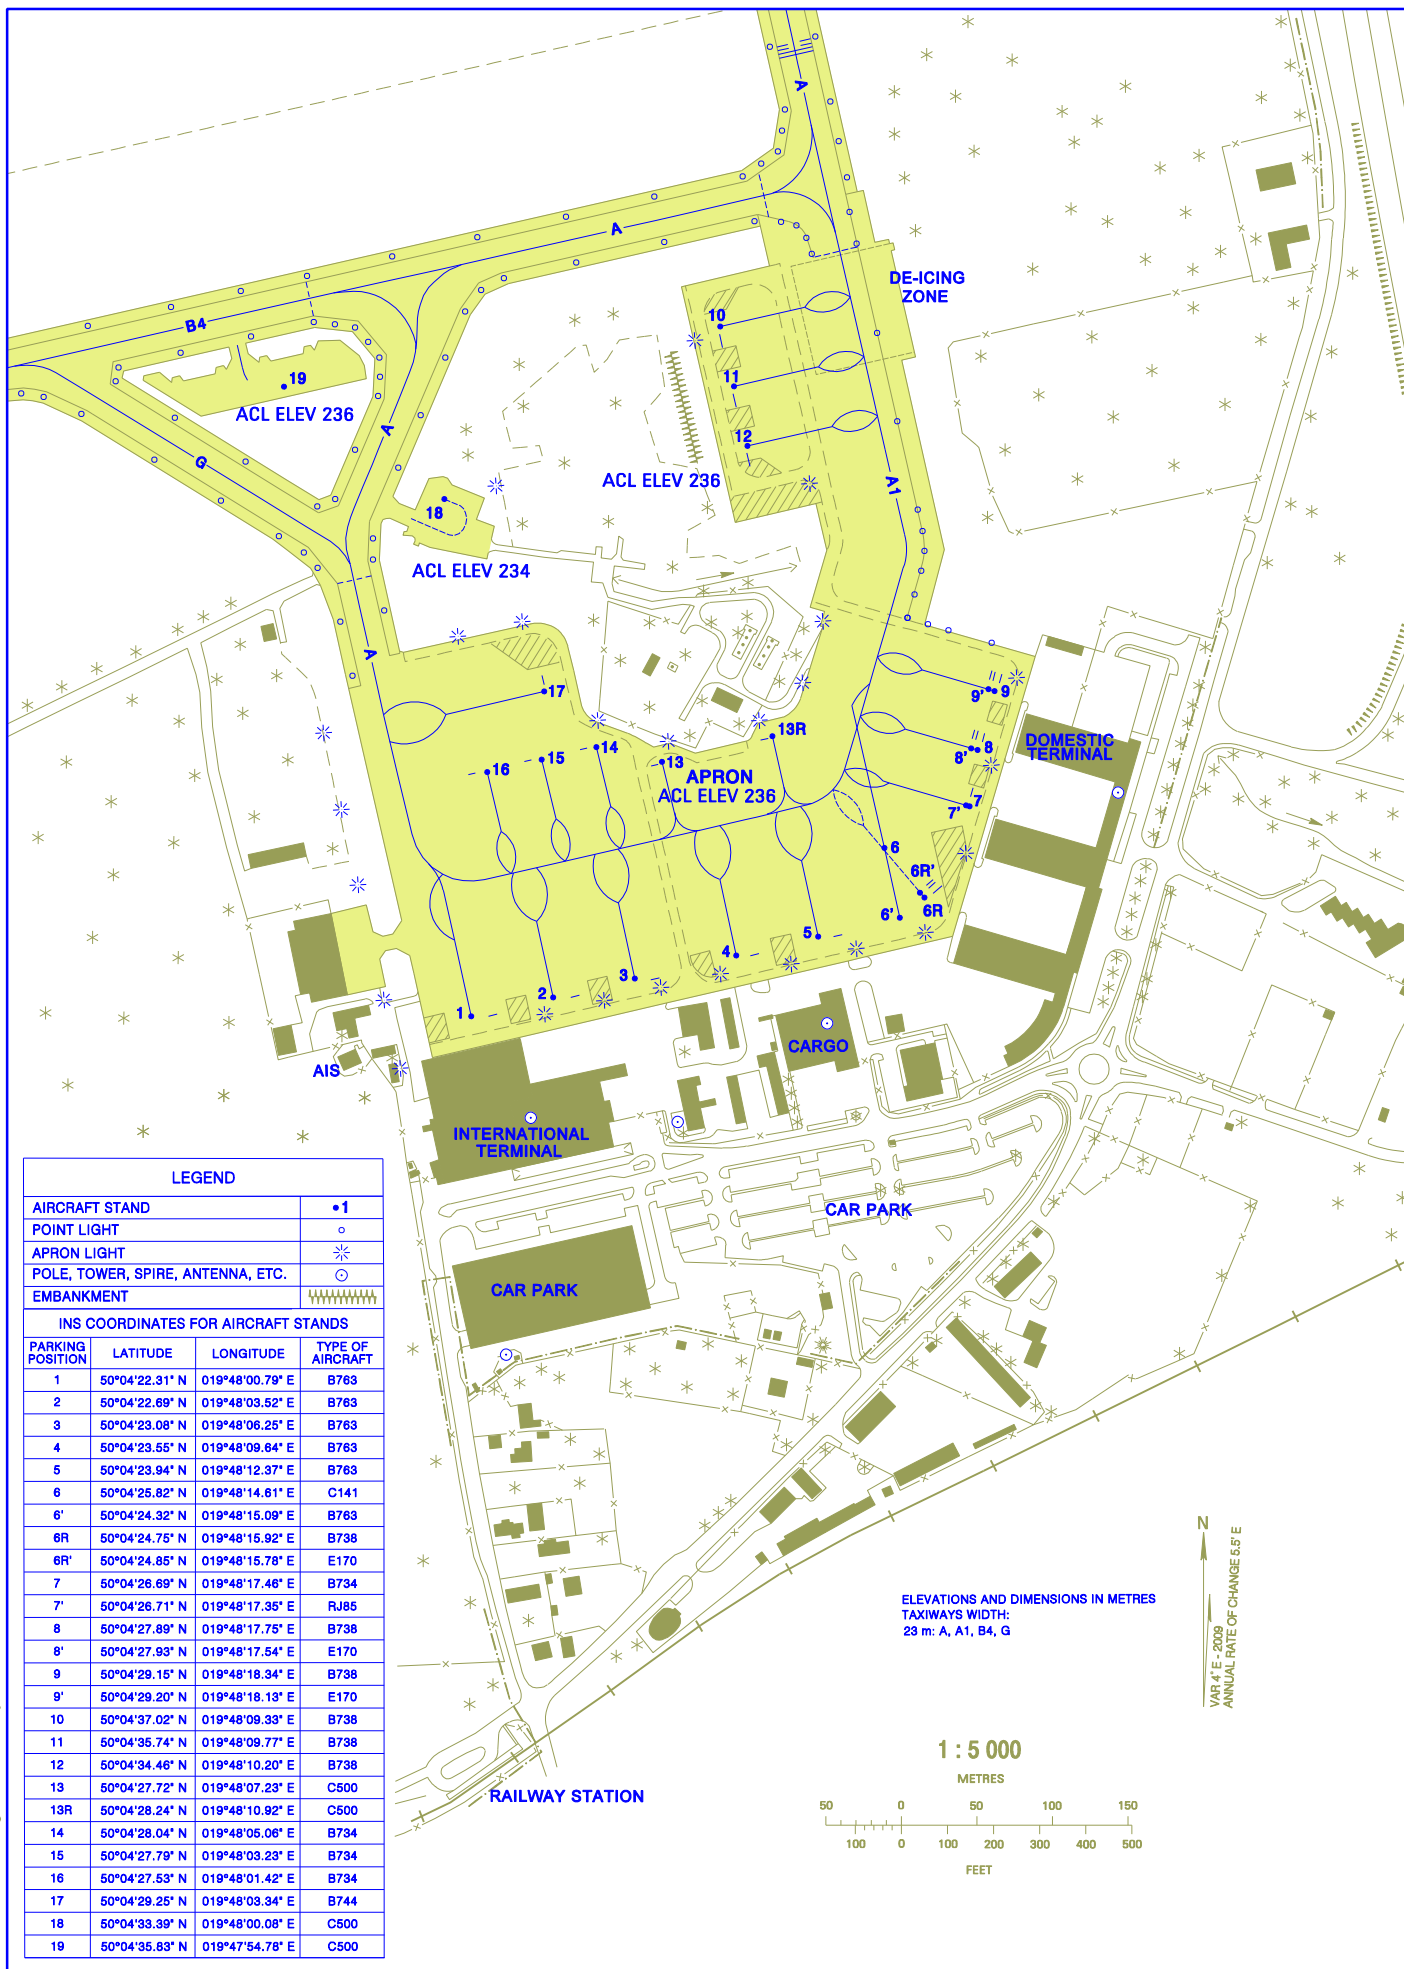 A
A
B4
DE-ICING
ZONE
10
19
11
ACL ELEV 236
A
12
G
ACL ELEV 236
A1
18
ACL ELEV 234
A
17
9'
9
13R
14
8'
8
DOMESTIC
TERMINAL
15
13
16
APRON
ACL ELEV 236
7
7'
6
6R'
6R
6'
5
4
3
2
1
CARGO
AIS
INTERNATIONAL
TERMINAL
CAR PARK
CAR PARK
LEGEND
AIRCRAFT STAND 1
POINT LIGHT
APRON LIGHT
POLE, TOWER, SPIRE, ANTENNA, ETC.
EMBANKMENT
INS COORDINATES FOR AIRCRAFT STANDS
PARKING POSITION LATITUDE LONGITUDE TYPE OF AIRCRAFT
1 50°04'22.31" N 019°48'00.79" E B763
2 50°04'22.69" N 019°48'03.52" E B763
3 50°04'23.08" N 019°48'06.25" E B763
4 50°04'23.55" N 019°48'09.64" E B763
5 50°04'23.94" N 019°48'12.37" E B763
6 50°04'25.82" N 019°48'14.61" E C141
6' 50°04'24.32" N 019°48'15.09" E B763
6R 50°04'24.75" N 019°48'15.92" E B738
6R' 50°04'24.85" N 019°48'15.78" E E170
7 50°04'26.69" N 019°48'17.46" E B734
7' 50°04'26.71" N 019°48'17.35" E RJ85
8 50°04'27.89" N 019°48'17.75" E B738
8' 50°04'27.93" N 019°48'17.54" E E170
9 50°04'29.15" N 019°48'18.34" E B738
9' 50°04'29.20" N 019°48'18.13" E E170
10 50°04'37.02" N 019°48'09.33" E B738
11 50°04'35.74" N 019°48'09.77" E B738
12 50°04'34.46" N 019°48'10.20" E B738
13 50°04'27.72" N 019°48'07.23" E C500
13R 50°04'28.24" N 019°48'10.92" E C500
14 50°04'28.04" N 019°48'05.06" E B734
15 50°04'27.79" N 019°48'03.23" E B734
16 50°04'27.53" N 019°48'01.42" E B734
17 50°04'29.25" N 019°48'03.34" E B744
18 50°04'33.39" N 019°48'00.08" E C500
19 50°04'35.83" N 019°47'54.78" E C500
RAILWAY STATION
ELEVATIONS AND DIMENSIONS IN METRES
TAXIWAYS WIDTH:
23 m: A, A1, B4, G
N
VAR 4° E - 2009
ANNUAL RATE OF CHANGE 5.5' E
1 : 5 000
METRES
50 0 50 100 150
100 0 100 200 300 400 500
FEET